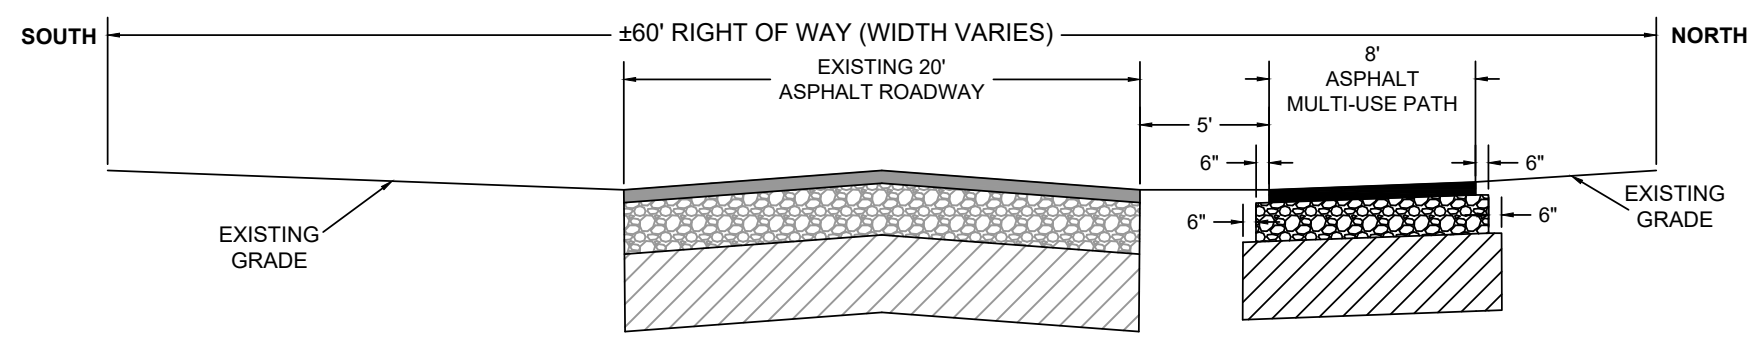 SOUTH
±60' RIGHT OF WAY (WIDTH VARIES)
NORTH
EXISTING 20'
ASPHALT ROADWAY
8'
ASPHALT
MULTI-USE PATH
5'
6"
6"
6"
6"
EXISTING
GRADE
EXISTING
GRADE